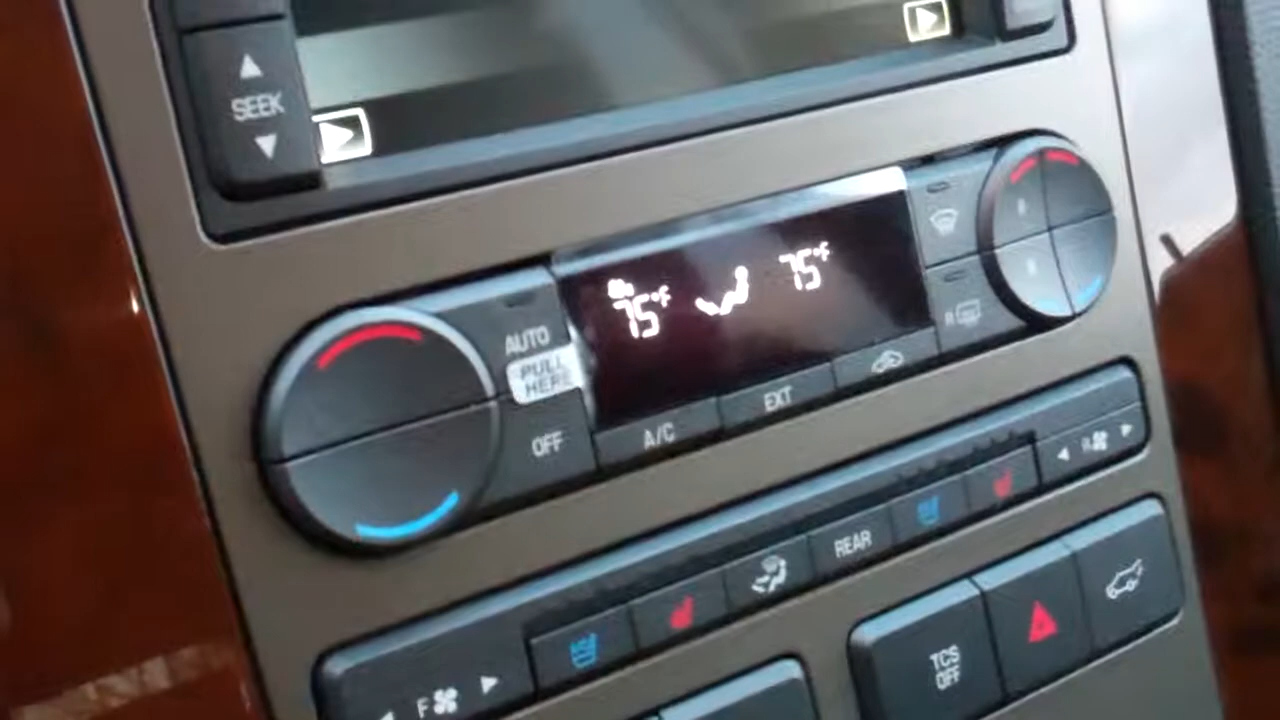 SEEK
75°F
75°F
AUTO
PULL
HERE
OFF
A/C
EXT
R
R
REAR
F
TCS
OFF